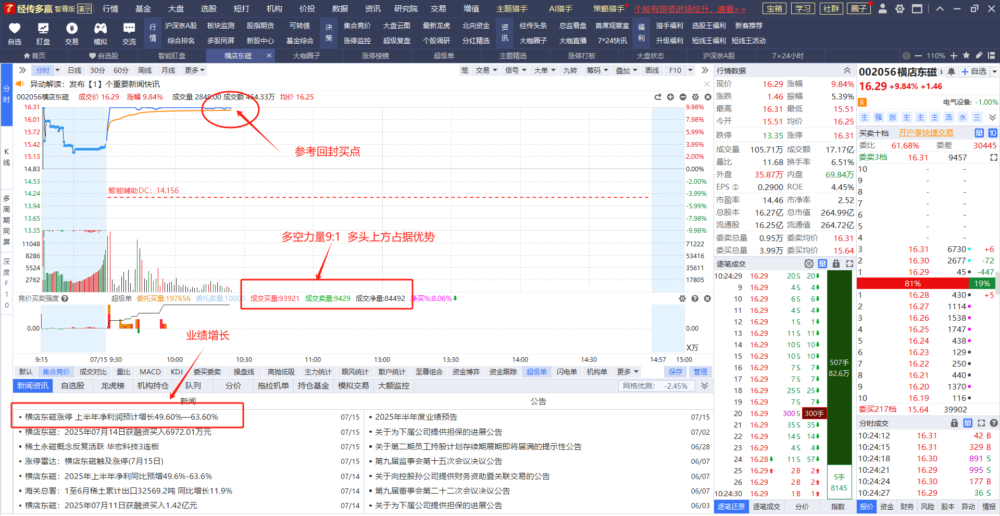 经传多赢 智尊版 演示 行情 基金 大盘 选股 短打 机构 价投 数据 资讯 研究院 交易 增值 主题猎手 AI猎手 策略猎手 个股有游资进场拉升，速看>> 宝箱 学习 社群 圈子
自选 盯盘 交易 模拟 交流
行情 沪深京A股 板块监测 股指期货 可转债 决策 集合竞价 大盘云图 最新龙虎 北向资金 资讯 经传头条 总监看盘 首席观察室 福利 猎手福利 选股王福利 新客推荐
综合排名 多股同屏 新股中心 基金综合 涨停监控 超级复盘 个股调研 分红精选 大咖圈子 大咖直播 7*24快讯 升级福利 短线王福利 短线王活动
首页 自选股 智能盯盘 横店东磁 大咖圈子 涨停棱镜 超级单 主题精选 涨停打板 大盘状态 沪深京A股 7×24小时 110%
分时 日线 30分 60分 周线 月线 更多 笼 交易 信号 大单 九转 筹码 叠加 画线 F10
分时
K线
多周期同屏
深度F10
异动解读：发布【1】个重要新闻快讯
002056横店东磁 成交价 16.29 涨幅 9.84% 成交量 2849.00 成交额 464.33万 均价 16.25
16.31 9.98%
16.01 7.98%
15.72 5.99%
15.42 3.99%
15.13 2.00%
14.83 0.00%
14.53 -2.00%
14.24 -3.99%
13.94 -5.99%
13.65 -7.98%
13.35 -9.98%
11048 71222
8286 53416
5524 35611
2762 17805
参考回封买点
智能辅助DC：14.156
多空力量9:1 多头上方占据优势
竞价买卖强度 超级单 委托买量:197656 委托卖量:10000 成交买量:93921 成交卖量:9429 成交净量:84492 净买%:8.06%
0.00 0.00
X万
业绩增长
9:15 07/15 9:30 10:00 10:30 11:00 13:00 13:30 14:00 14:30 14:57 15:00
默认 集合竞价 成交对比 量比 MACD KDJ 委买委卖 操盘线 高抛低吸 主力统计 跟风统计 散户统计 至尊组合 资金博弈 资金跟踪 超级单 闪电单 机构单 更多 保存 管理
新闻资讯 自选股 龙虎榜 机构持仓 队列 分价 拖拉机单 持仓基金 模拟交易 大额监控 网格优测： -2.45%
新闻 公告
• 横店东磁涨停 上半年净利润预计增长49.60%—63.60% 07/15
• 横店东磁：2025年07月14日获融资买入6972.01万元 07/15
• 稀土永磁概念反复活跃 华宏科技3连板 07/15
• 涨停雷达：横店东磁触及涨停(7月15日) 07/15
• 横店东磁：2025年上半年净利同比预增49.6%-63.6% 07/14
• 海关总署：1至6月稀土累计出口32569.2吨 同比增长11.9% 07/14
• 横店东磁：2025年07月11日获融资买入1.42亿元 07/14
• 2025年半年度业绩预告 07/15
• 关于为下属公司提供担保的进展公告 07/02
• 关于第二期员工持股计划存续期展期即将届满的提示性公告 06/28
• 第九届监事会第十五次会议决议公告 06/07
• 关于向控股孙公司提供财务资助暨关联交易的公告 06/07
• 第九届董事会第二十二次会议决议公告 06/07
• 关于为下属公司提供担保的进展公告 06/03
行情数据
现价 16.29 涨幅 9.84%
涨跌 1.46 振幅 5.39%
最高 16.31 最低 15.51
今开 15.51 均价 16.25
跌停 13.35 涨停 16.31
成交量 105.71万 成交额 17.17亿
量比 11.68 换手率 6.51%
外盘 35.87万 内盘 69.84万
EPS ① 0.2900 ROE 4.45%
市盈率 14.46 市净率 2.52
总股本 16.27亿 总市值 264.99亿
流通股 16.25亿 流通值 264.72亿
委卖总量 0.95万 委卖均价 16.31
委买总量 3.99万 委买均价 15.64
逐笔成交 量
10:24:29 16.29 20 S 20
9 16.29 4 S 4
10 16.29 6 S 6
11 16.29 4 S 4
12 16.29 1 S 1
13 16.29 11 S 11
14 16.29 10 S 10
15 16.29 10 S 10
16 16.29 7 S 7
17 16.29 7 S 7
18 16.29 25 S 25
19 16.29 7 S 7
20 16.29 300 S 300手
21 16.29 35 S 35
22 16.29 14 S 14
23 16.29 4 S 4
24 16.28 11 S 57
25 16.29 2 B 2
26 16.29 2 B 2
10:24:30 16.29 1 B 1
507手
82.6万
5手
8145
逐笔还原 逐笔成交 分价 指数
002056横店东磁 自选
16.29 +9.84% +1.46
R 电气设备: -1.00%
主 强 创 主 主 主 流 水 三
买卖十档 开户享快捷交易 量 10
委比 61.68% 委差 30445
委卖3档 16.31 9457
10 - -
9 - -
8 - -
7 - -
6 - -
5 - -
4 - -
3 16.31 6730 +6
2 16.30 2677 -72
1 16.29 45 -447
81% 19%
1 16.28 430 +5
2 16.27 1114
3 16.26 1538
4 16.25 1747
5 16.24 438
6 16.23 129
7 16.22 250
8 16.21 440
9 16.20 1370
10 16.19 116
委买217档 15.64 39902
分时成交 量
10:24:12 16.31 42 B
10:24:15 16.31 329 B
10:24:18 16.30 891 S
10:24:21 16.29 995 S
10:24:24 16.30 177 B
10:24:27 16.29 36 S
报价 资金 财务 风险 股本 异动 情报